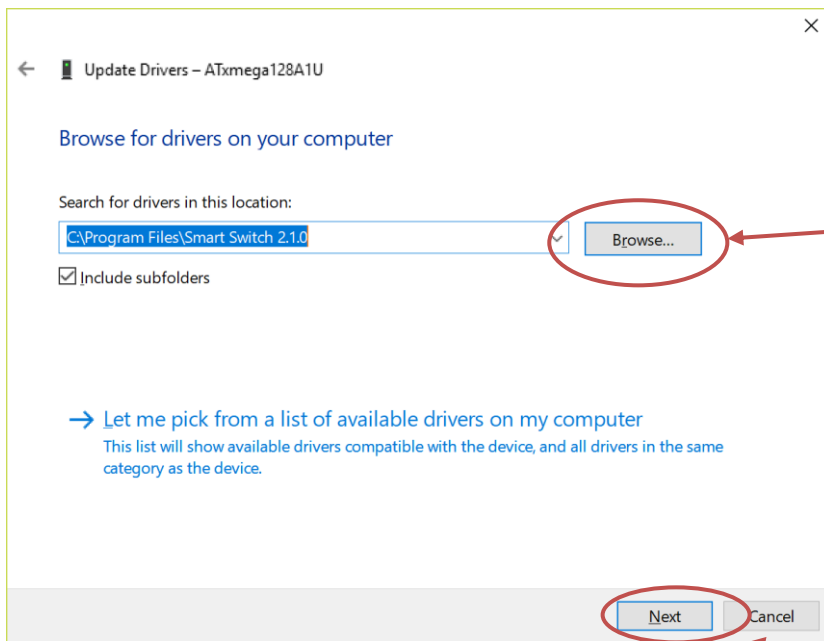 Update Drivers – ATxmega128A1U
Browse for drivers on your computer
Search for drivers in this location:
C:\Program Files\Smart Switch 2.1.0
Browse...
Include subfolders
Let me pick from a list of available drivers on my computer
This list will show available drivers compatible with the device, and all drivers in the same
category as the device.
Next
Cancel